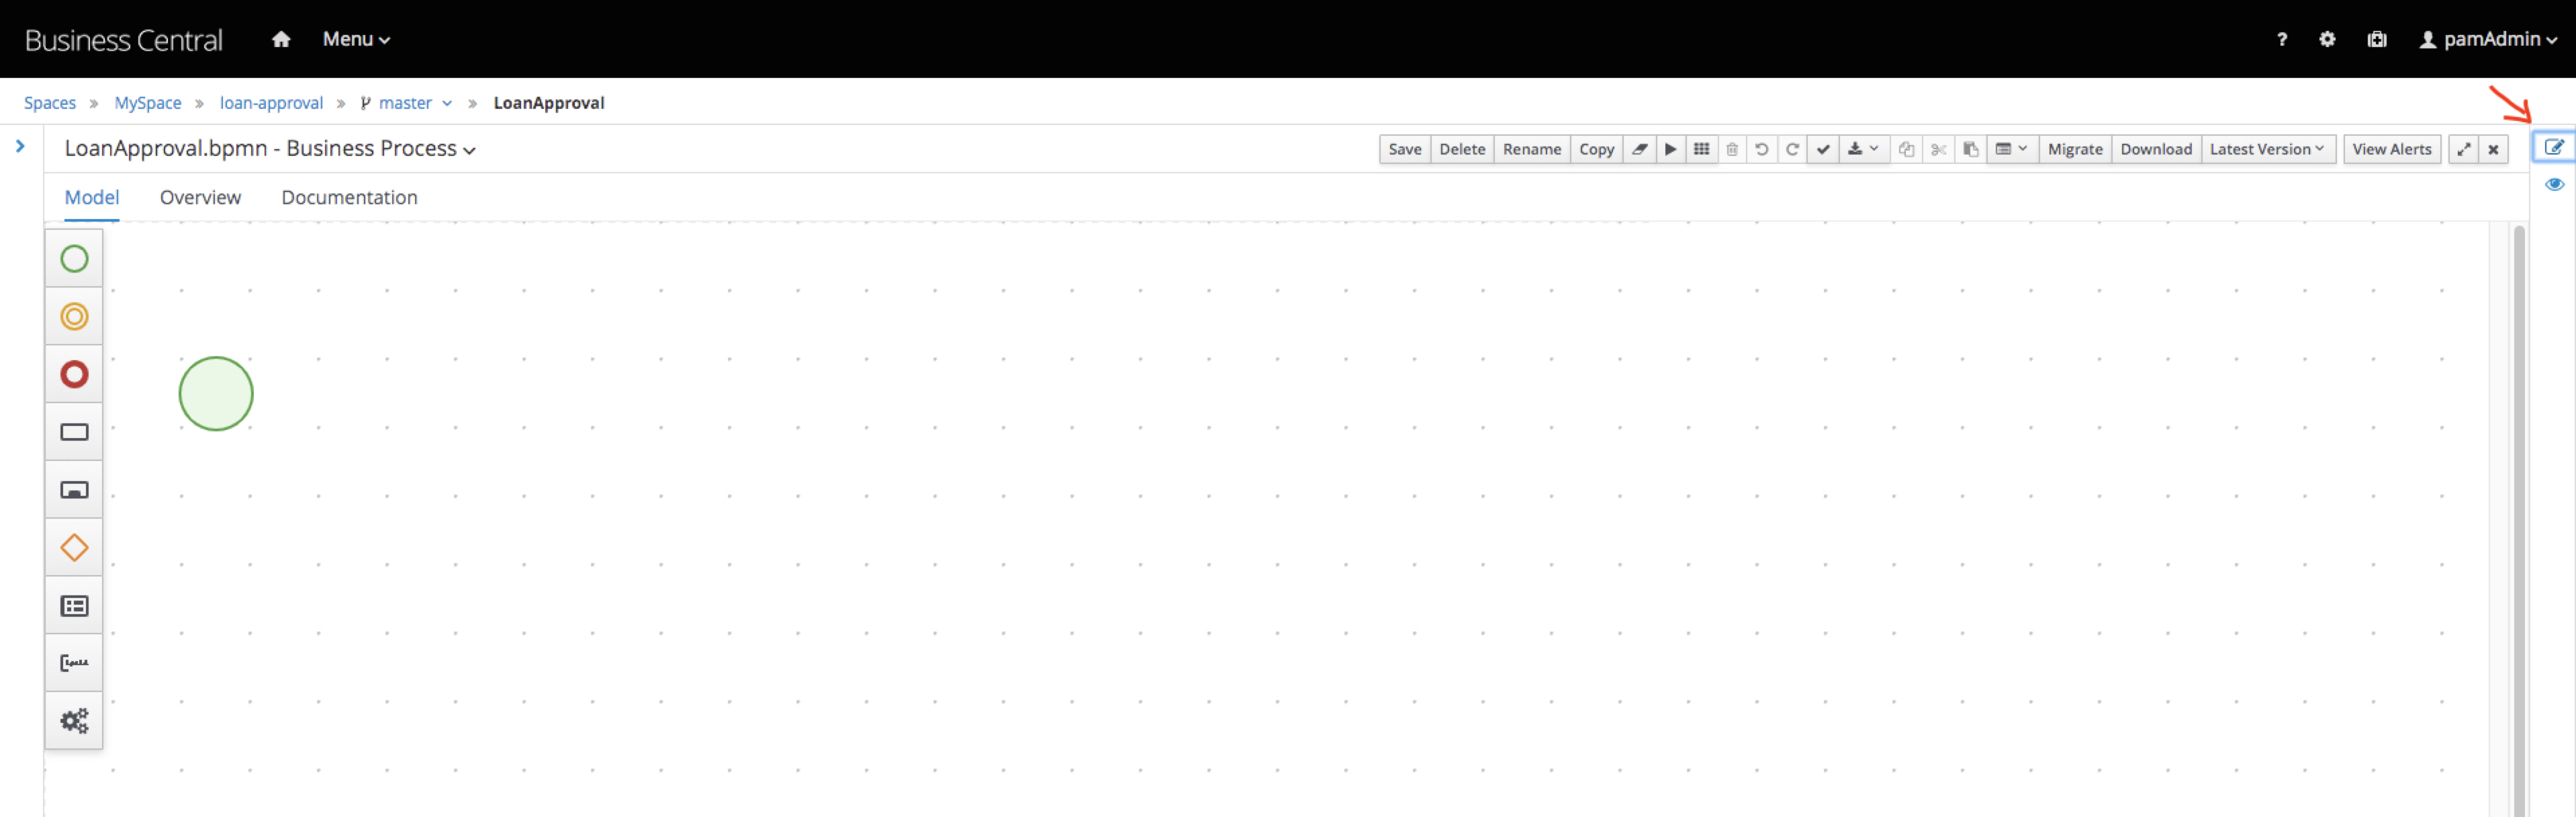 Business Central Menu ? pamAdmin
Spaces » MySpace » loan-approval » master » LoanApproval
LoanApproval.bpmn - Business Process Save Delete Rename Copy Migrate Download Latest Version View Alerts
Model Overview Documentation